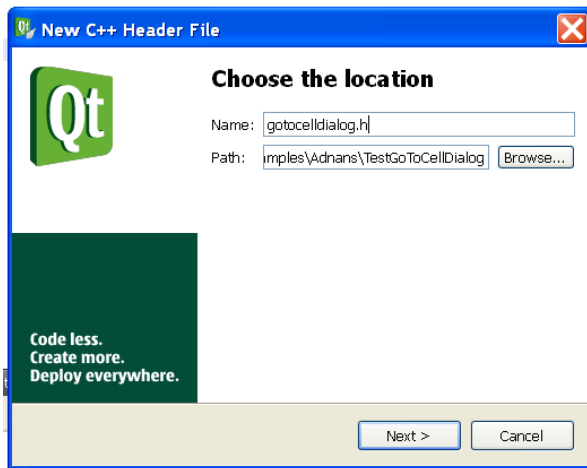 Qt New C++ Header File
Qt
Choose the location
Name: gotocelldialog.h
Path: mples\Adnans\TestGoToCellDialog Browse...
Code less.
Create more.
Deploy everywhere.
t
Next > Cancel